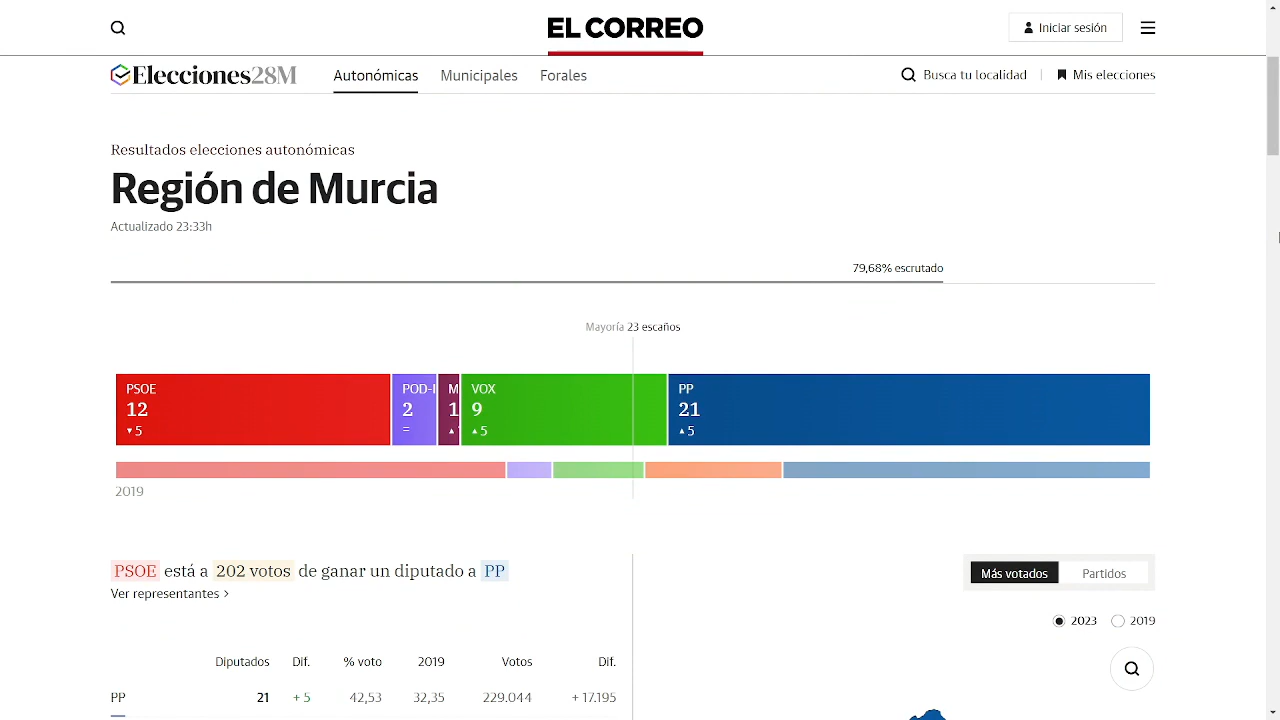 EL CORREO
Iniciar sesión
Elecciones28M
Autonómicas Municipales Forales
Busca tu localidad
Mis elecciones
Resultados elecciones autonómicas
Región de Murcia
Actualizado 23:33h
79,68% escrutado
Mayoría 23 escaños
PSOE POD-I M VOX PP
12 2 1 9 21
▾5 = ▴ ▴5 ▴5
2019
PSOE está a 202 votos de ganar un diputado a PP
Ver representantes >
Más votados Partidos
2023 2019
Diputados Dif. % voto 2019 Votos Dif.
PP 21 + 5 42,53 32,35 229.044 + 17.195